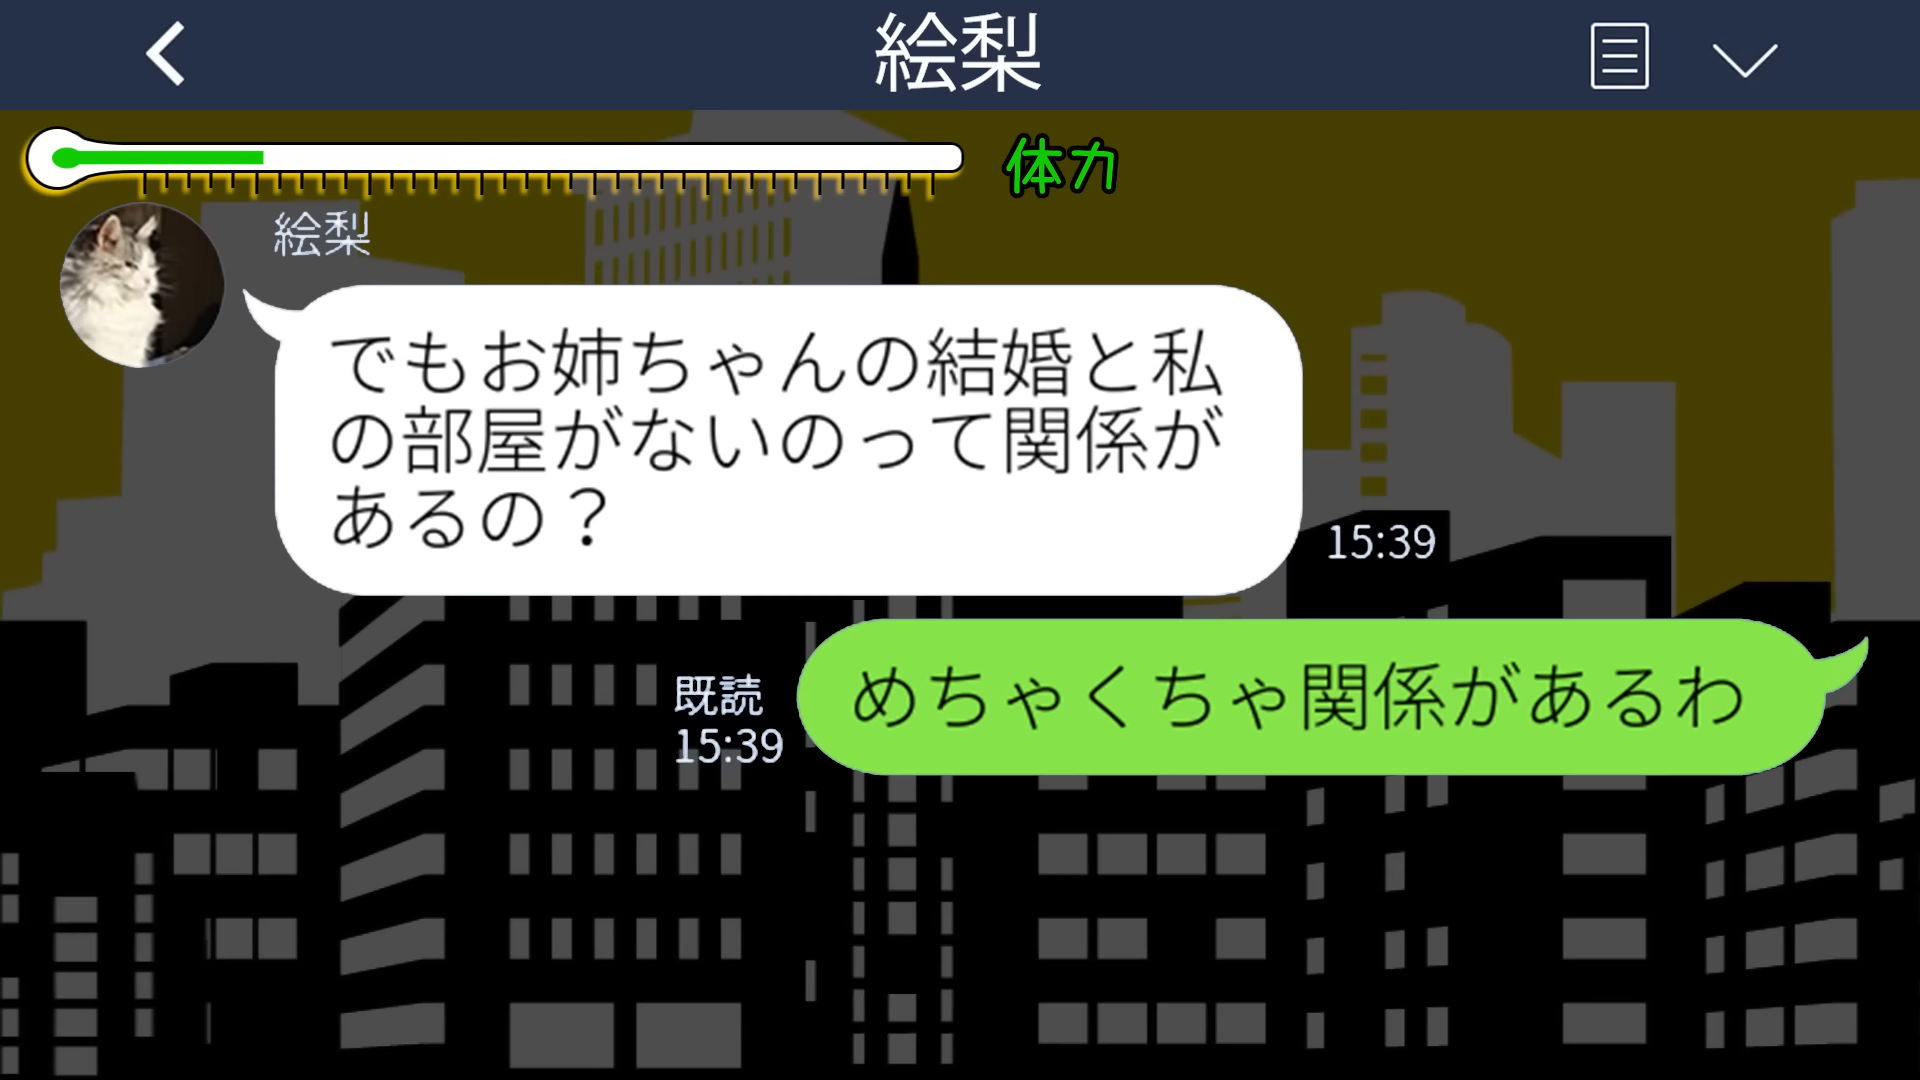 絵梨
体力
絵梨
でもお姉ちゃんの結婚と私
の部屋がないのって関係が
あるの？
15:39
めちゃくちゃ関係があるわ
既読
15:39